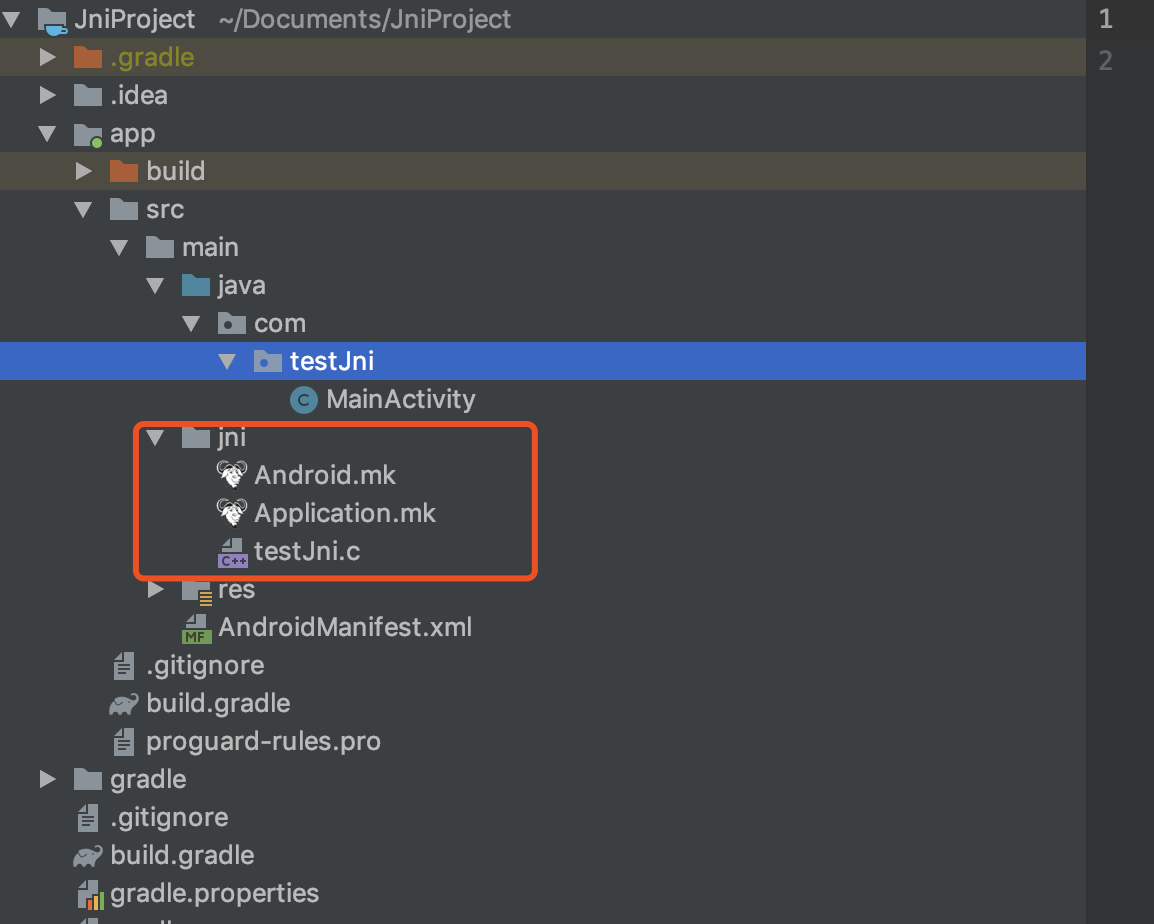 JniProject ~/Documents/JniProject
1
.gradle
2
.idea
app
build
src
main
java
com
testJni
C MainActivity
jni
Android.mk
Application.mk
C++ testJni.c
res
MF AndroidManifest.xml
.gitignore
build.gradle
proguard-rules.pro
gradle
.gitignore
build.gradle
gradle.properties